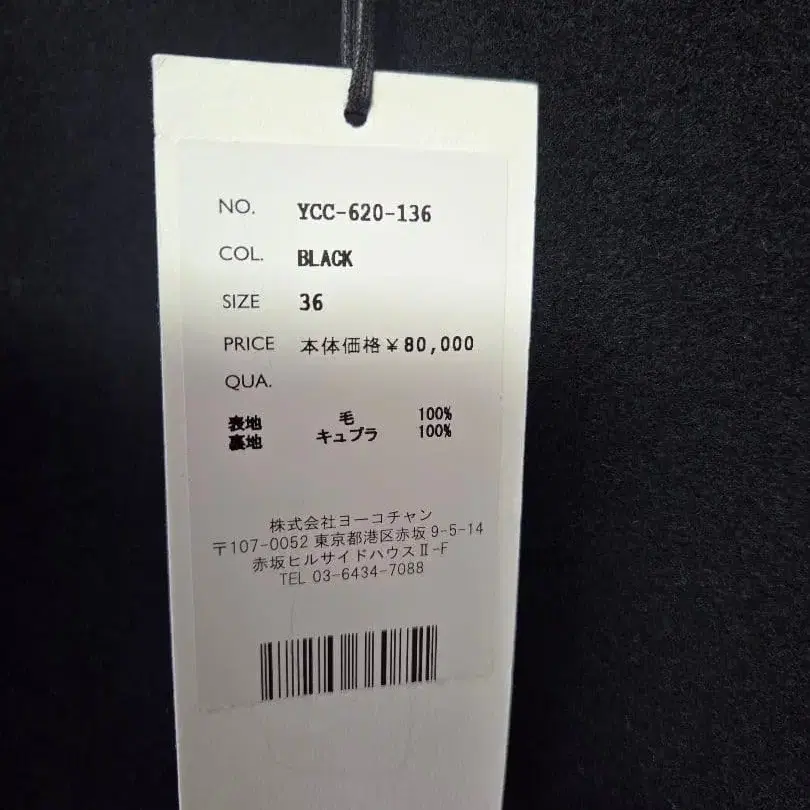 NO. YCC-620-136
COL. BLACK
SIZE 36
PRICE 本体価格¥80,000
QUA.
表地 毛 100%
裏地 キュプラ 100%
株式会社ヨーコチャン
〒107-0052 東京都港区赤坂 9-5-14
赤坂ヒルサイドハウスⅡ-F
TEL 03-6434-7088